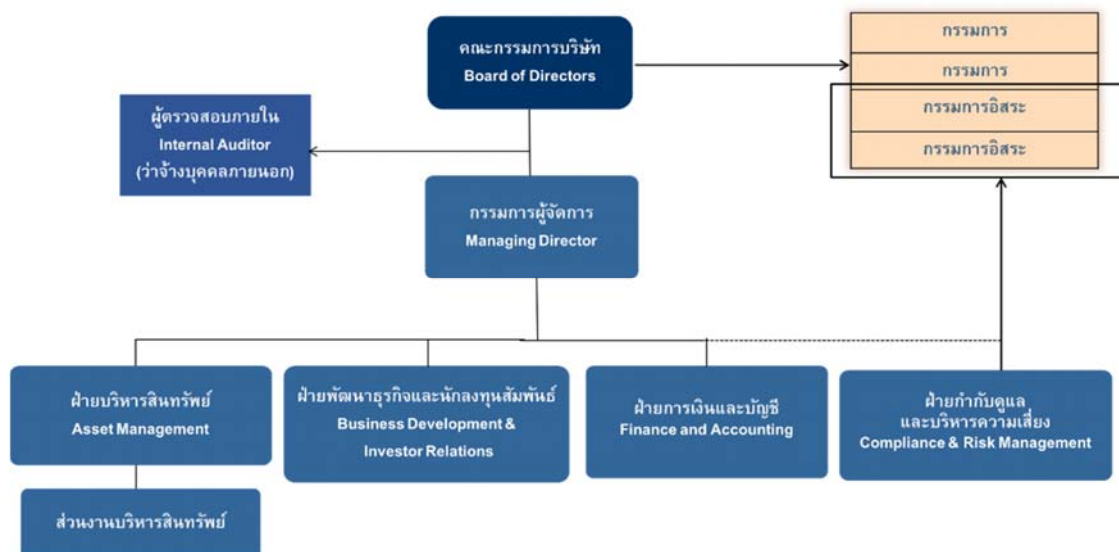 คณะกรรมการบริษัท
Board of Directors
กรรมการ
กรรมการ
กรรมการอิสระ
กรรมการอิสระ
ผู้ตรวจสอบภายใน
Internal Auditor
(ว่าจ้างบุคคลภายนอก)
กรรมการผู้จัดการ
Managing Director
ฝ่ายบริหารสินทรัพย์
Asset Management
ฝ่ายพัฒนาธุรกิจและนักลงทุนสัมพันธ์
Business Development &
Investor Relations
ฝ่ายการเงินและบัญชี
Finance and Accounting
ฝ่ายกำกับดูแล
และบริหารความเสี่ยง
Compliance & Risk Management
ส่วนงานบริหารสินทรัพย์